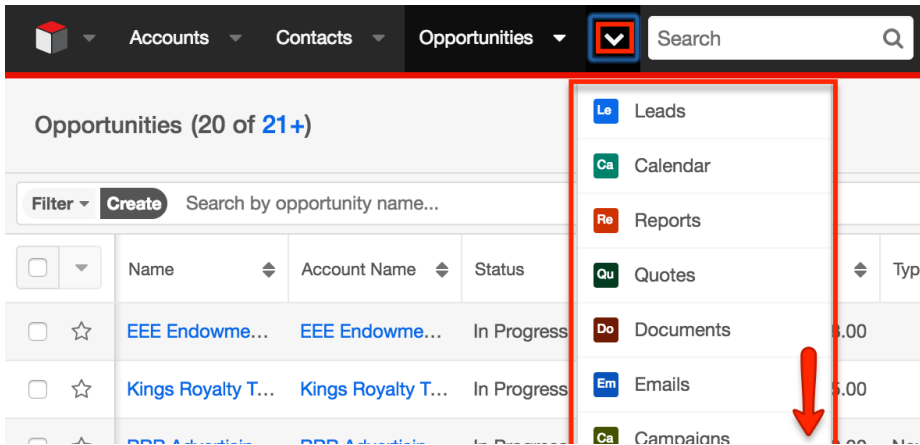 Accounts Contacts Opportunities Search
Le Leads
Opportunities (20 of 21+)
Ca Calendar
Filter Create Search by opportunity name...
Re Reports
Name Account Name Status Typ
Qu Quotes
EEE Endowme... EEE Endowme... In Progress .00
Do Documents
Kings Royalty T... Kings Royalty T... In Progress .00
Em Emails
Ca Campaigns